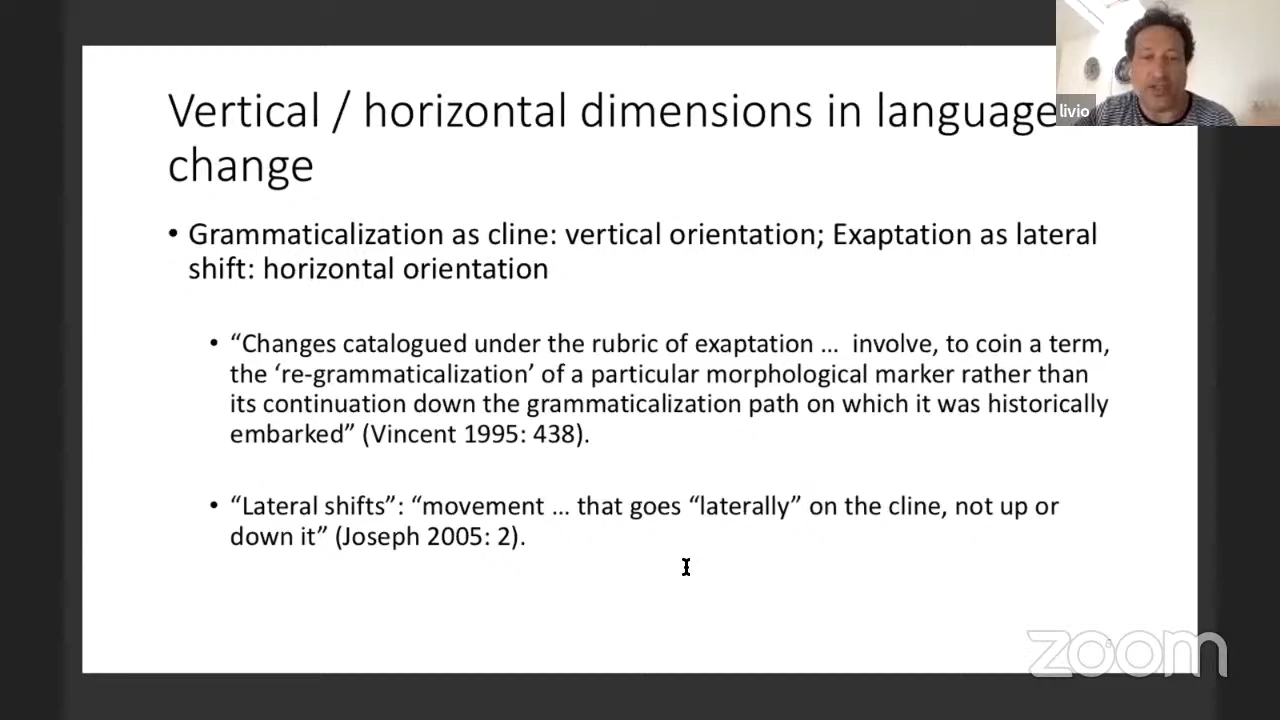 Vertical / horizontal dimensions in language
change
livio
• Grammaticalization as cline: vertical orientation; Exaptation as lateral
shift: horizontal orientation
• “Changes catalogued under the rubric of exaptation … involve, to coin a term,
the ‘re-grammaticalization’ of a particular morphological marker rather than
its continuation down the grammaticalization path on which it was historically
embarked” (Vincent 1995: 438).
• “Lateral shifts”: “movement … that goes “laterally” on the cline, not up or
down it” (Joseph 2005: 2).
zoom